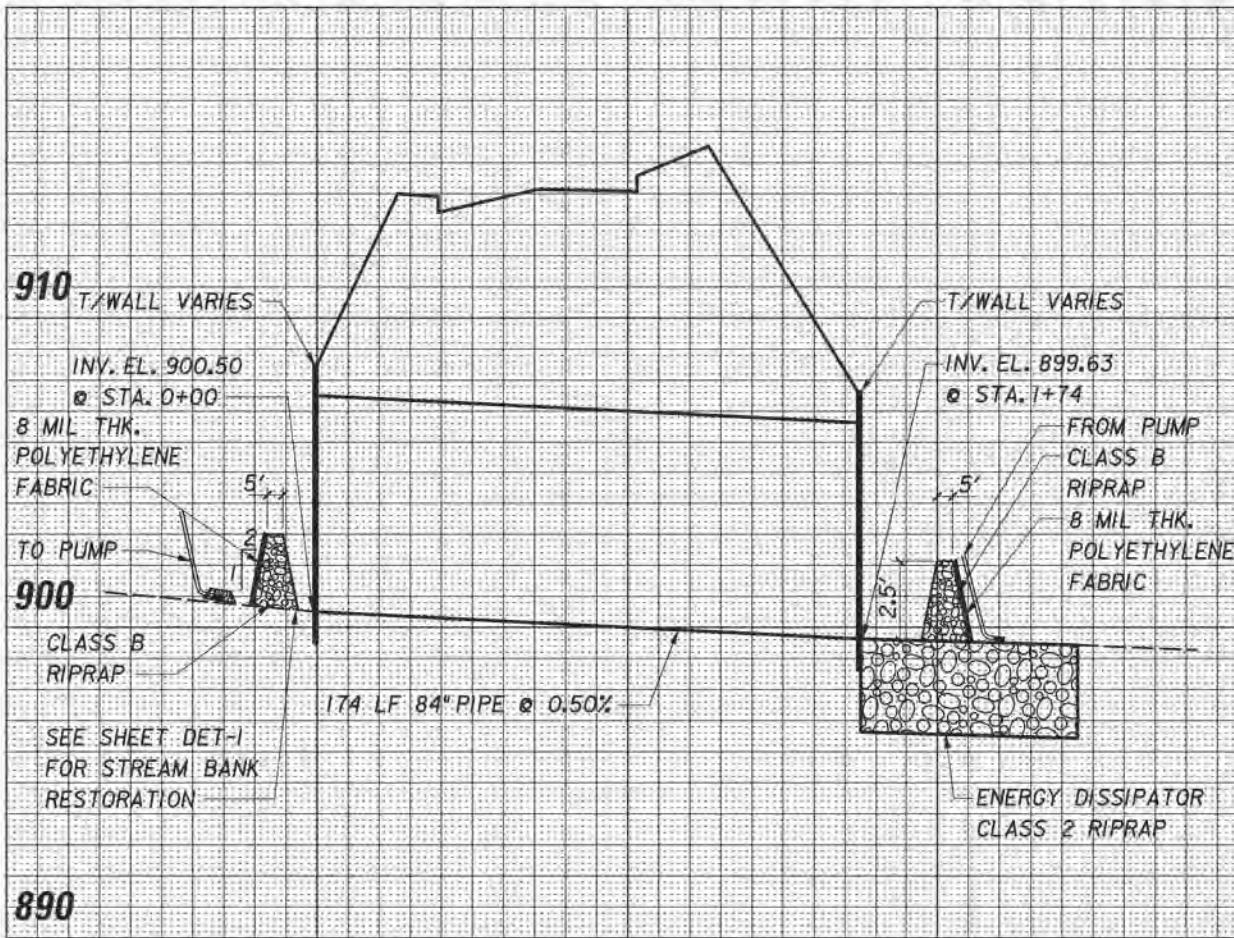 910
T/WALL VARIES
INV. EL. 900.50
@ STA. 0+00
8 MIL THK.
POLYETHYLENE
FABRIC
5'
2
1
TO PUMP
900
CLASS B
RIPRAP
SEE SHEET DET-1
FOR STREAM BANK
RESTORATION
174 LF 84" PIPE @ 0.50%
T/WALL VARIES
INV. EL. 899.63
@ STA. 1+74
FROM PUMP
CLASS B
RIPRAP
5'
8 MIL THK.
POLYETHYLENE
FABRIC
2.5'
ENERGY DISSIPATOR
CLASS 2 RIPRAP
890